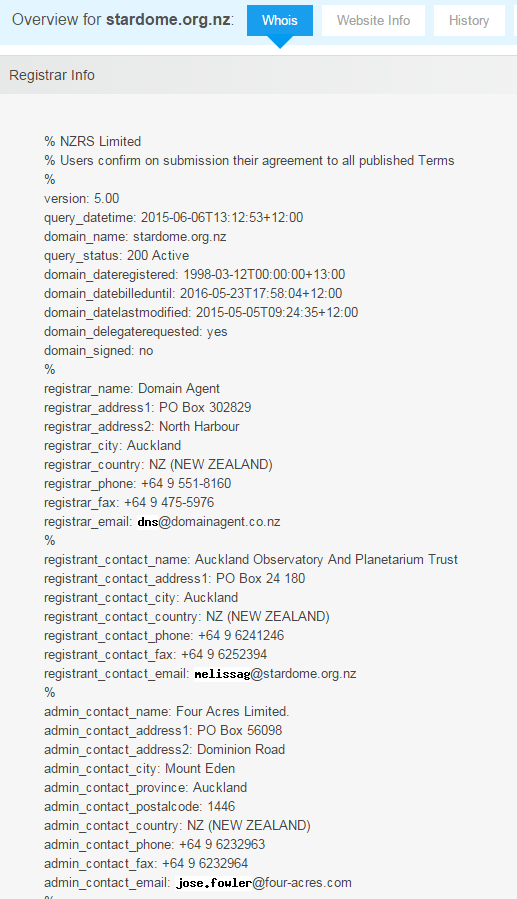 Overview for stardome.org.nz: Whois Website Info History
Registrar Info
% NZRS Limited
% Users confirm on submission their agreement to all published Terms
%
version: 5.00
query_datetime: 2015-06-06T13:12:53+12:00
domain_name: stardome.org.nz
query_status: 200 Active
domain_dateregistered: 1998-03-12T00:00:00+13:00
domain_datebilleduntil: 2016-05-23T17:58:04+12:00
domain_datelastmodified: 2015-05-05T09:24:35+12:00
domain_delegaterequested: yes
domain_signed: no
%
registrar_name: Domain Agent
registrar_address1: PO Box 302829
registrar_address2: North Harbour
registrar_city: Auckland
registrar_country: NZ (NEW ZEALAND)
registrar_phone: +64 9 551-8160
registrar_fax: +64 9 475-5976
registrar_email: dns@domainagent.co.nz
%
registrant_contact_name: Auckland Observatory And Planetarium Trust
registrant_contact_address1: PO Box 24 180
registrant_contact_city: Auckland
registrant_contact_country: NZ (NEW ZEALAND)
registrant_contact_phone: +64 9 6241246
registrant_contact_fax: +64 9 6252394
registrant_contact_email: melissag@stardome.org.nz
%
admin_contact_name: Four Acres Limited.
admin_contact_address1: PO Box 56098
admin_contact_address2: Dominion Road
admin_contact_city: Mount Eden
admin_contact_province: Auckland
admin_contact_postalcode: 1446
admin_contact_country: NZ (NEW ZEALAND)
admin_contact_phone: +64 9 6232963
admin_contact_fax: +64 9 6232964
admin_contact_email: jose.fowler@four-acres.com
%